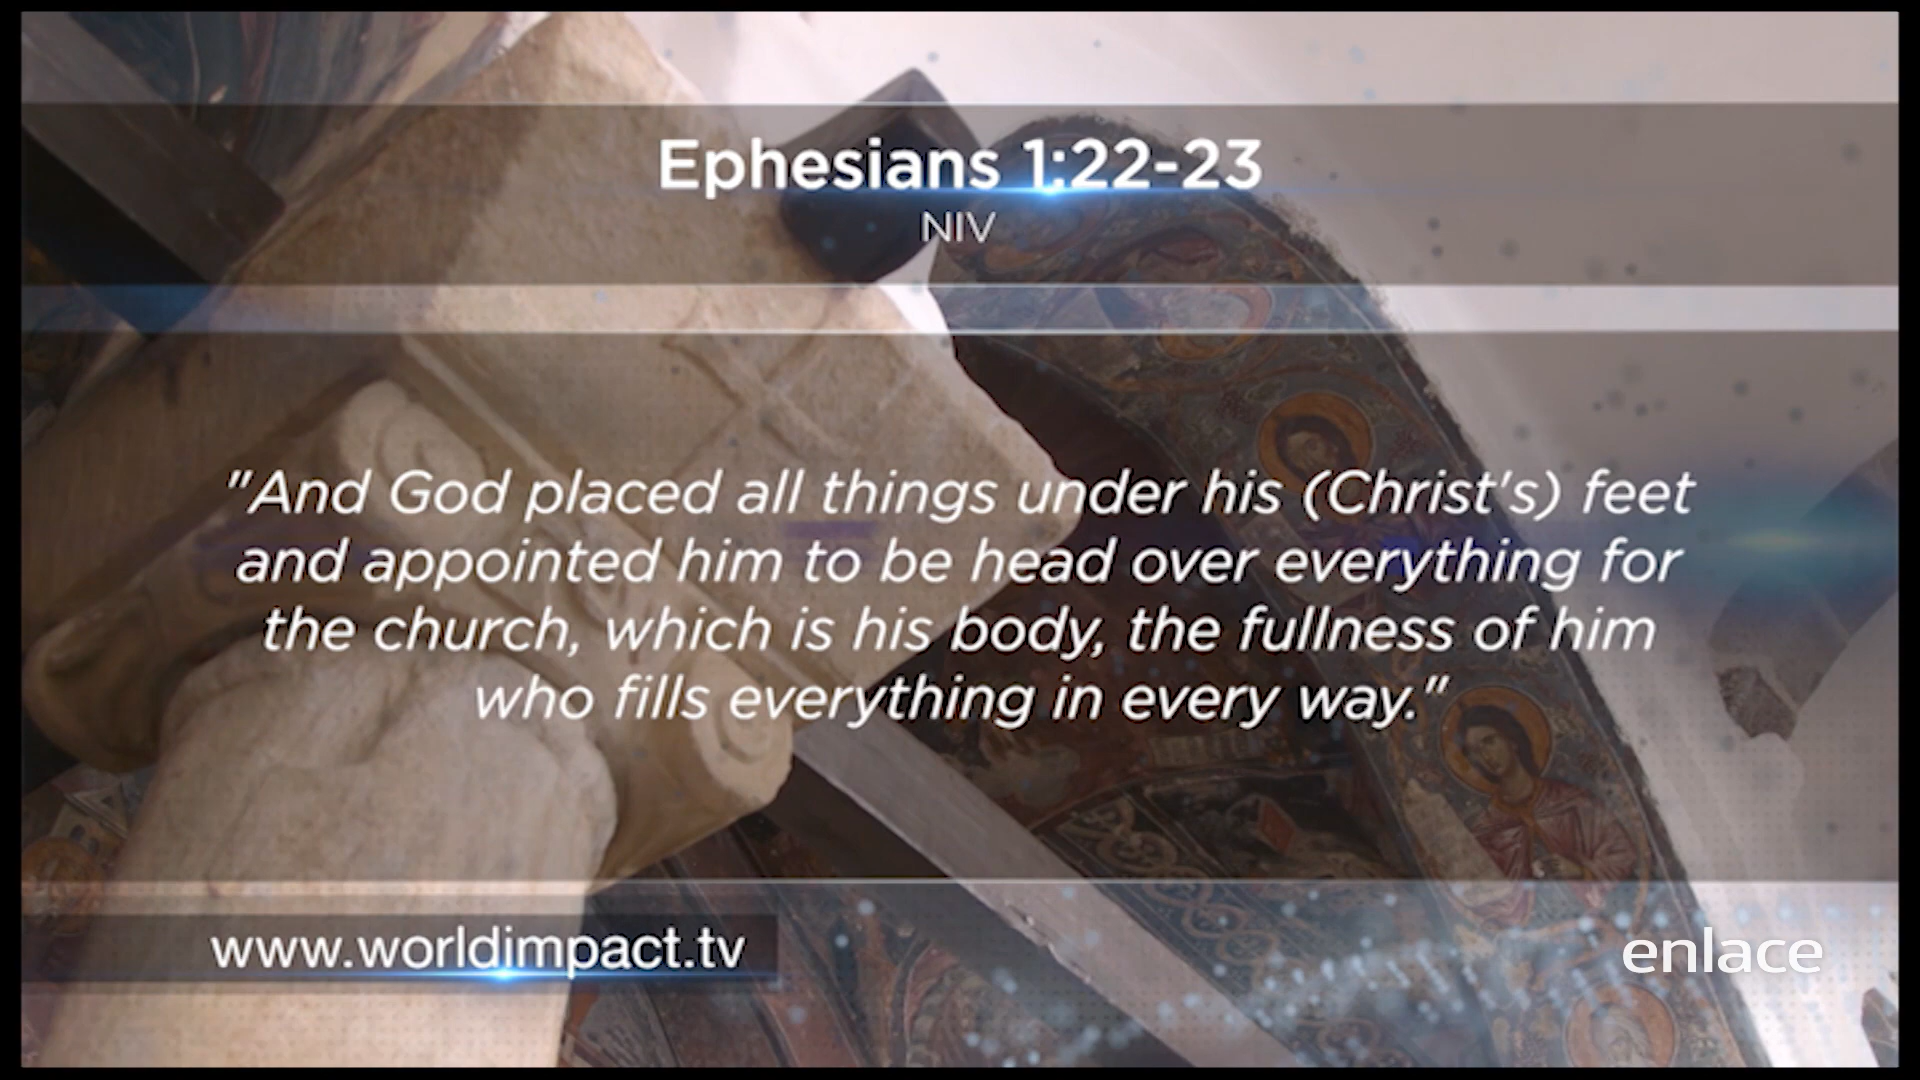 Ephesians 1:22-23
NIV
"And God placed all things under his (Christ's) feet
and appointed him to be head over everything for
the church, which is his body, the fullness of him
who fills everything in every way."
www.worldimpact.tv
enlace